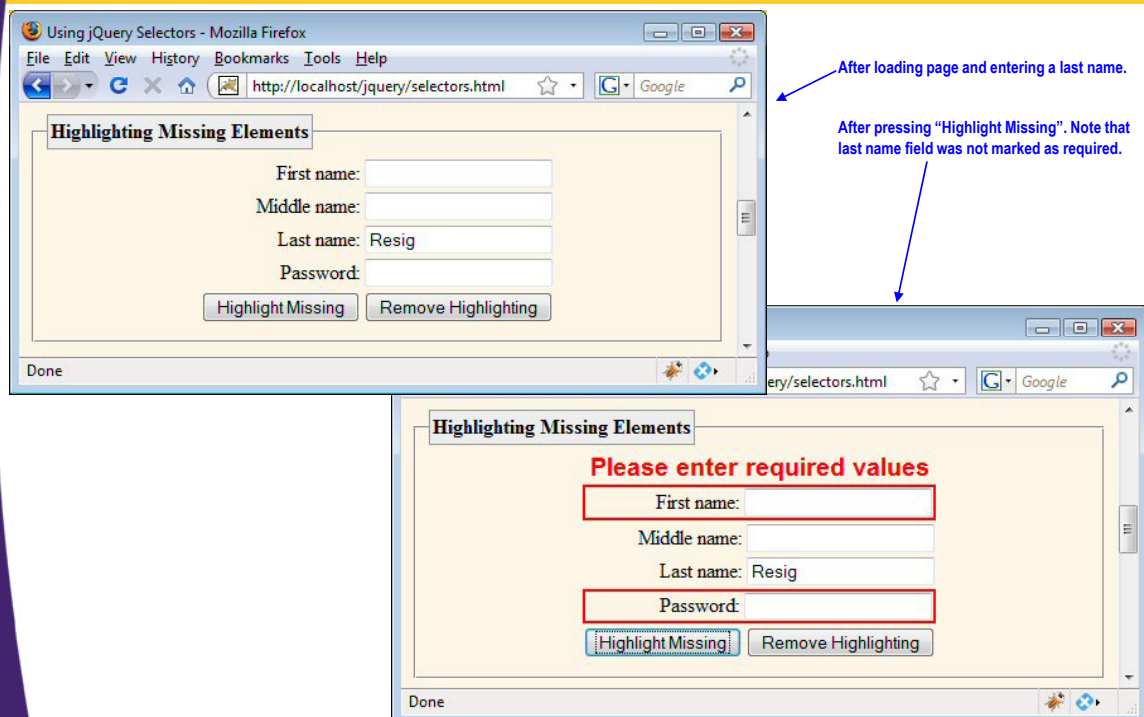 Using jQuery Selectors - Mozilla Firefox
File Edit View History Bookmarks Tools Help
http://localhost/jquery/selectors.html
G Google
After loading page and entering a last name.
After pressing “Highlight Missing”. Note that
last name field was not marked as required.
Highlighting Missing Elements
First name:
Middle name:
Last name: Resig
Password:
Highlight Missing Remove Highlighting
Done
ery/selectors.html
G Google
Highlighting Missing Elements
Please enter required values
First name:
Middle name:
Last name: Resig
Password:
Highlight Missing Remove Highlighting
Done